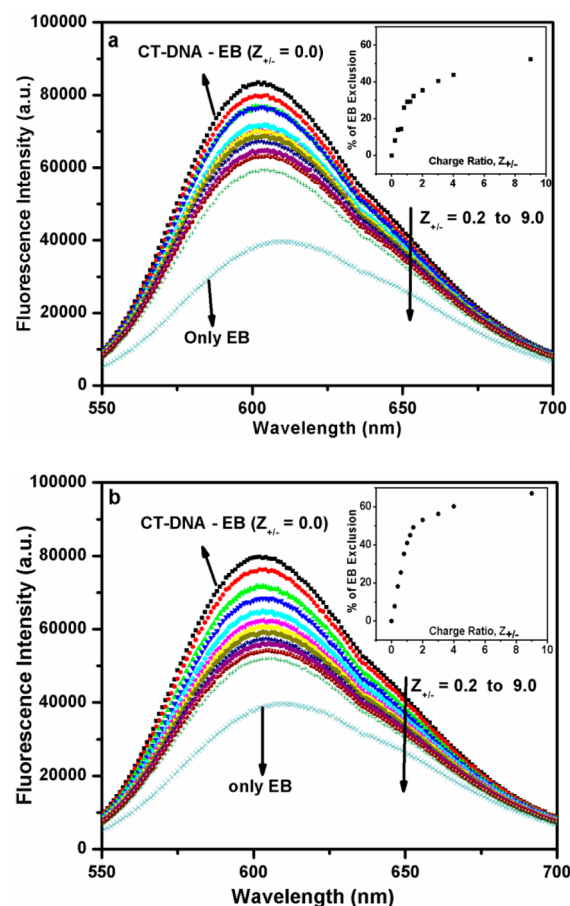 a
CT-DNA - EB (Z+/- = 0.0)
Z+/- = 0.2 to 9.0
Only EB
Fluorescence Intensity (a.u.)
100000
80000
60000
40000
20000
0
550
600
650
700
Wavelength (nm)
% of EB Exclusion
60
40
20
0
0
2
4
6
8
10
Charge Ratio, Z+/-
b
CT-DNA - EB (Z+/- = 0.0)
Z+/- = 0.2 to 9.0
only EB
Fluorescence Intensity (a.u.)
100000
80000
60000
40000
20000
0
550
600
650
700
Wavelength (nm)
% of EB Exclusion
60
40
20
0
0
2
4
6
8
10
Charge Ratio, Z+/-